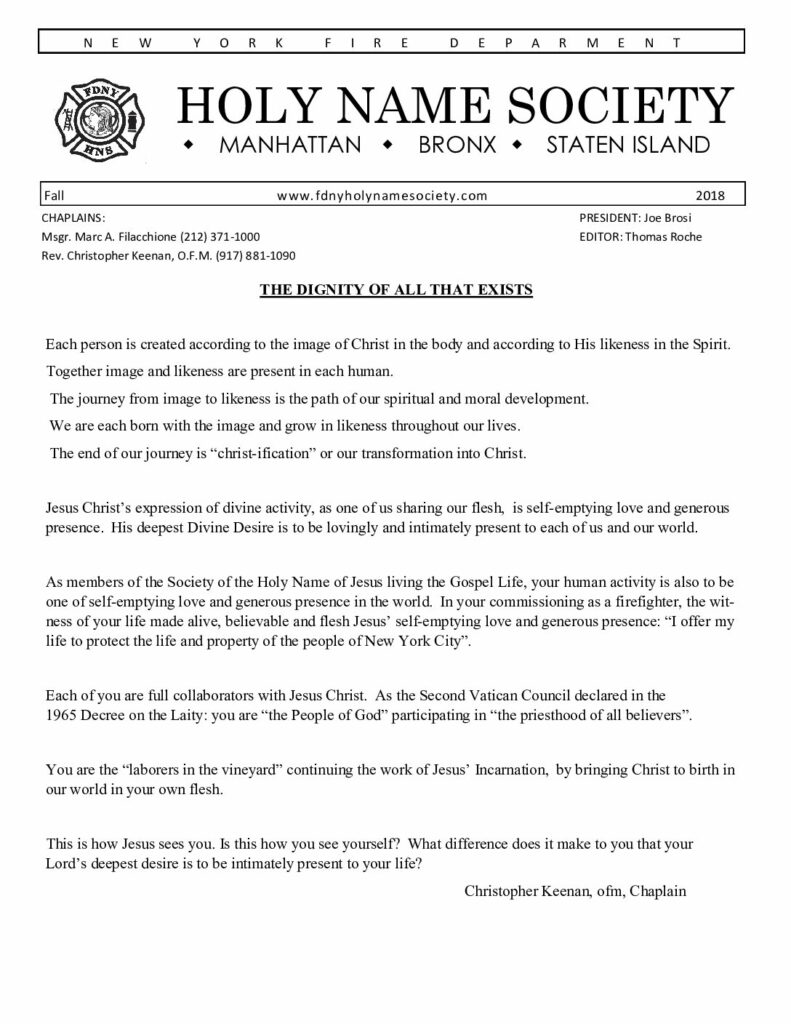 NEW YORK FIRE DEPARMENT
FDNY
HNS
HOLY NAME SOCIETY
◆ MANHATTAN ◆ BRONX ◆ STATEN ISLAND
Fall www.fdnyholynamesociety.com 2018
CHAPLAINS: PRESIDENT: Joe Brosi
Msgr. Marc A. Filacchione (212) 371-1000 EDITOR: Thomas Roche
Rev. Christopher Keenan, O.F.M. (917) 881-1090
THE DIGNITY OF ALL THAT EXISTS
Each person is created according to the image of Christ in the body and according to His likeness in the Spirit.
Together image and likeness are present in each human.
The journey from image to likeness is the path of our spiritual and moral development.
We are each born with the image and grow in likeness throughout our lives.
The end of our journey is “christ-ification” or our transformation into Christ.
Jesus Christ’s expression of divine activity, as one of us sharing our flesh,  is self-emptying love and generous
presence.  His deepest Divine Desire is to be lovingly and intimately present to each of us and our world.
As members of the Society of the Holy Name of Jesus living the Gospel Life, your human activity is also to be
one of self-emptying love and generous presence in the world.  In your commissioning as a firefighter, the wit-
ness of your life made alive, believable and flesh Jesus’ self-emptying love and generous presence: “I offer my
life to protect the life and property of the people of New York City”.
Each of you are full collaborators with Jesus Christ.  As the Second Vatican Council declared in the
1965 Decree on the Laity: you are “the People of God” participating in “the priesthood of all believers”.
You are the “laborers in the vineyard” continuing the work of Jesus’ Incarnation,  by bringing Christ to birth in
our world in your own flesh.
This is how Jesus sees you. Is this how you see yourself?  What difference does it make to you that your
Lord’s deepest desire is to be intimately present to your life?
Christopher Keenan, ofm, Chaplain